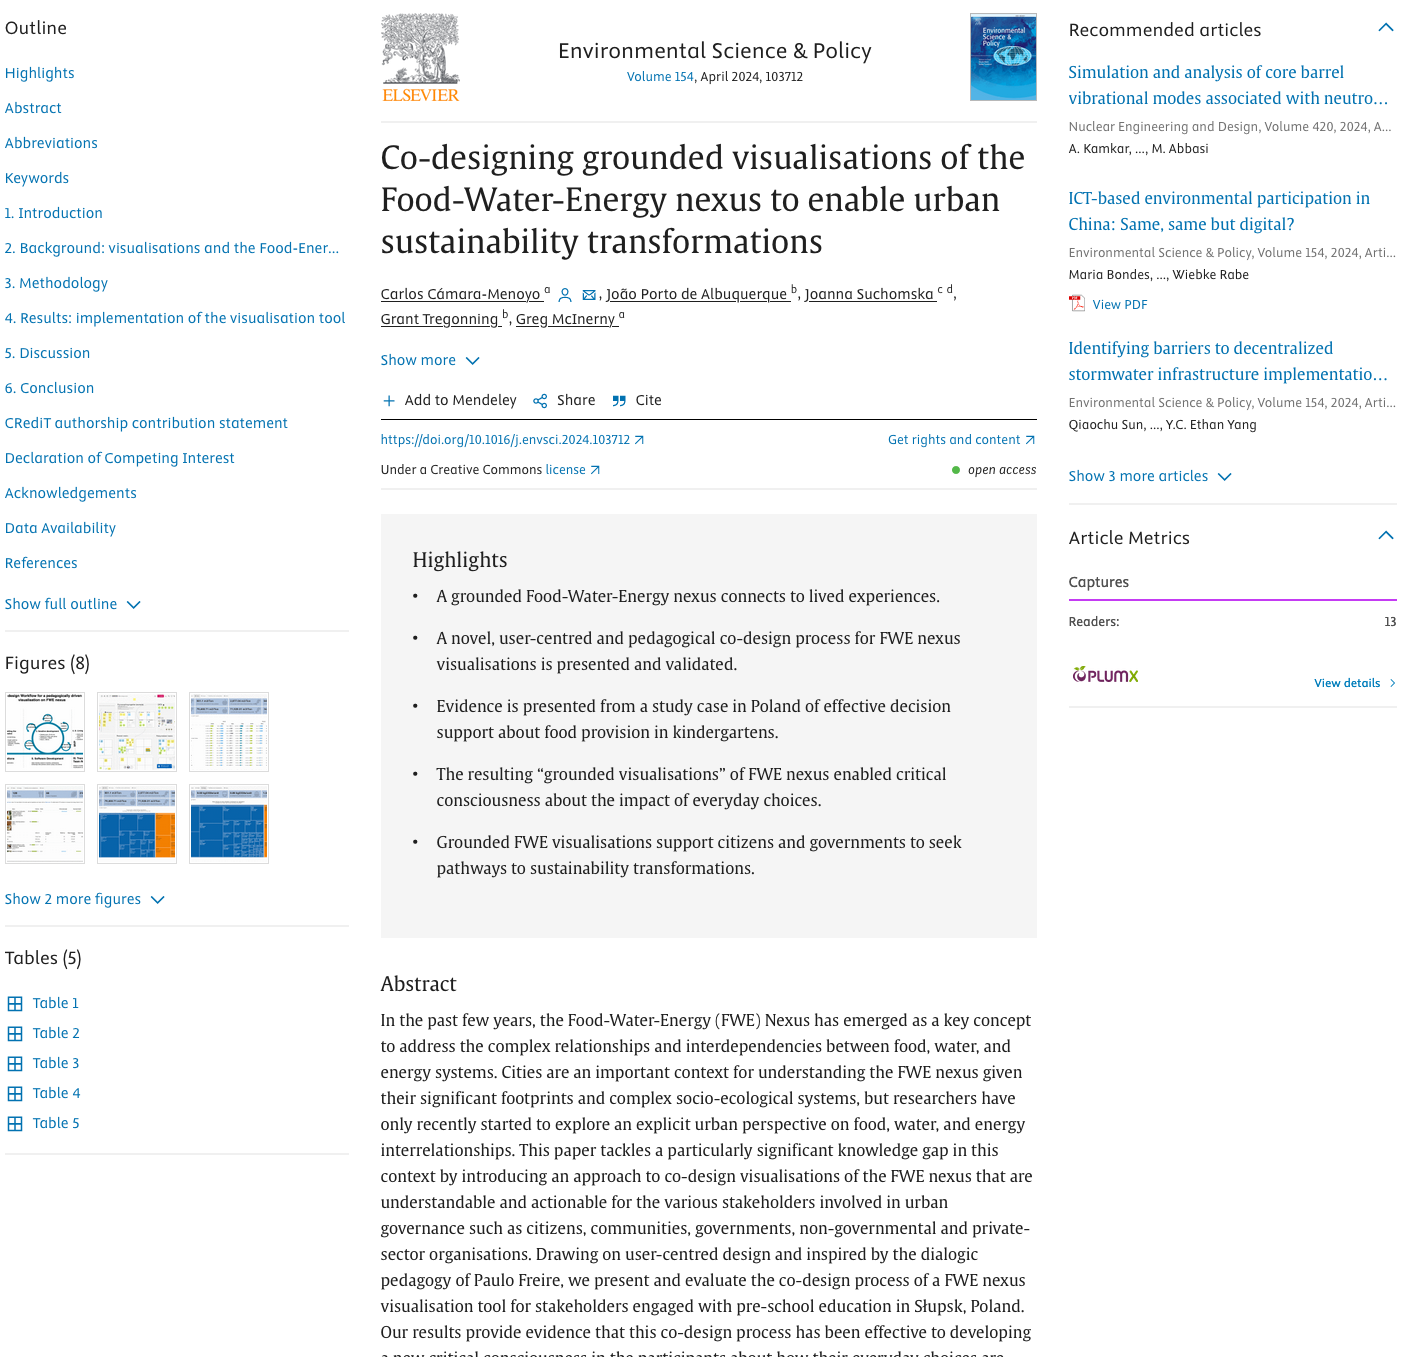 Outline
Highlights
Abstract
Abbreviations
Keywords
1. Introduction
2. Background: visualisations and the Food-Ener...
3. Methodology
4. Results: implementation of the visualisation tool
5. Discussion
6. Conclusion
CRediT authorship contribution statement
Declaration of Competing Interest
Acknowledgements
Data Availability
References
Show full outline
Figures (8)
Show 2 more figures
Tables (5)
Table 1
Table 2
Table 3
Table 4
Table 5
ELSEVIER
Environmental Science & Policy
Volume 154, April 2024, 103712
Environmental
Science &
Policy
Co-designing grounded visualisations of the
Food-Water-Energy nexus to enable urban
sustainability transformations
Carlos Cámara-Menoyo a, João Porto de Albuquerque b, Joanna Suchomska c d,
Grant Tregonning b, Greg McInerny a
Show more
Add to Mendeley Share Cite
https://doi.org/10.1016/j.envsci.2024.103712 Get rights and content
Under a Creative Commons license open access
Highlights
• A grounded Food-Water-Energy nexus connects to lived experiences.
• A novel, user-centred and pedagogical co-design process for FWE nexus
visualisations is presented and validated.
• Evidence is presented from a study case in Poland of effective decision
support about food provision in kindergartens.
• The resulting “grounded visualisations” of FWE nexus enabled critical
consciousness about the impact of everyday choices.
• Grounded FWE visualisations support citizens and governments to seek
pathways to sustainability transformations.
Abstract
In the past few years, the Food-Water-Energy (FWE) Nexus has emerged as a key concept
to address the complex relationships and interdependencies between food, water, and
energy systems. Cities are an important context for understanding the FWE nexus given
their significant footprints and complex socio-ecological systems, but researchers have
only recently started to explore an explicit urban perspective on food, water, and energy
interrelationships. This paper tackles a particularly significant knowledge gap in this
context by introducing an approach to co-design visualisations of the FWE nexus that are
understandable and actionable for the various stakeholders involved in urban
governance such as citizens, communities, governments, non-governmental and private-
sector organisations. Drawing on user-centred design and inspired by the dialogic
pedagogy of Paulo Freire, we present and evaluate the co-design process of a FWE nexus
visualisation tool for stakeholders engaged with pre-school education in Słupsk, Poland.
Our results provide evidence that this co-design process has been effective to developing
a new critical consciousness in the participants about how their everyday choices are
Recommended articles
Simulation and analysis of core barrel
vibrational modes associated with neutro...
Nuclear Engineering and Design, Volume 420, 2024, A...
A. Kamkar, ..., M. Abbasi
ICT-based environmental participation in
China: Same, same but digital?
Environmental Science & Policy, Volume 154, 2024, Arti...
Maria Bondes, ..., Wiebke Rabe
View PDF
Identifying barriers to decentralized
stormwater infrastructure implementatio...
Environmental Science & Policy, Volume 154, 2024, Arti...
Qiaochu Sun, ..., Y.C. Ethan Yang
Show 3 more articles
Article Metrics
Captures
Readers: 13
PLUMX
View details